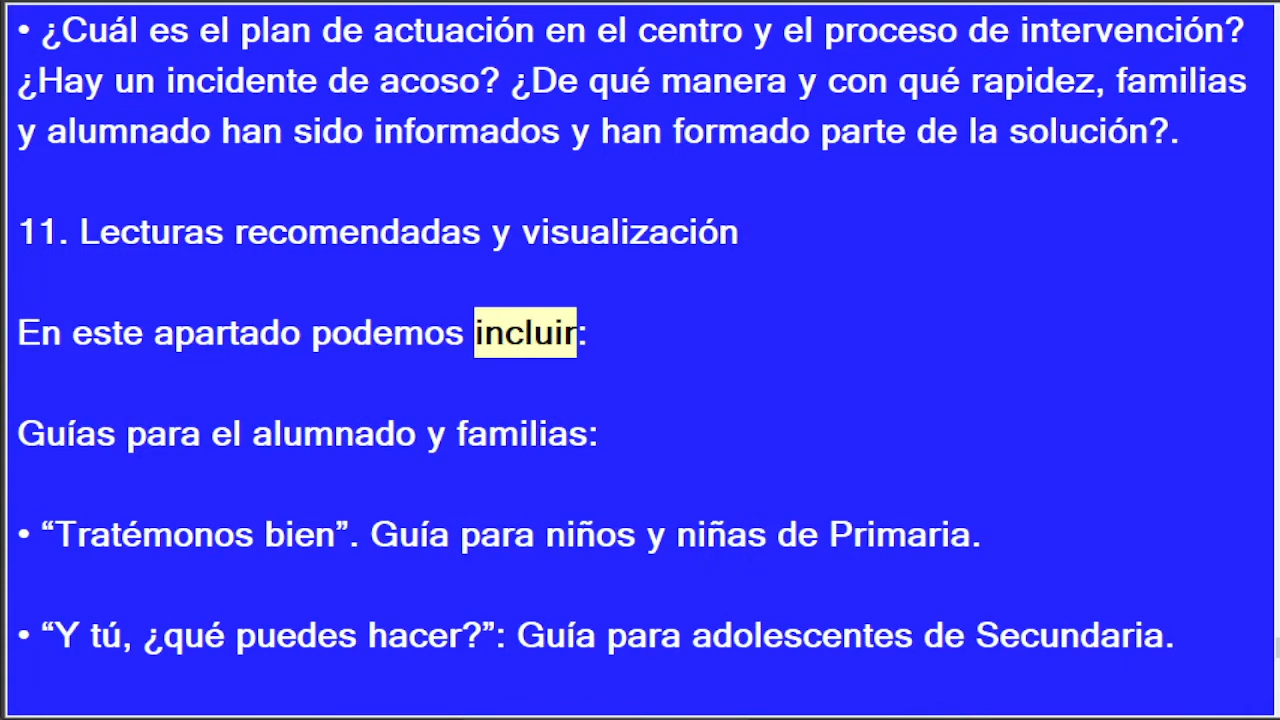 • ¿Cuál es el plan de actuación en el centro y el proceso de intervención?
¿Hay un incidente de acoso? ¿De qué manera y con qué rapidez, familias
y alumnado han sido informados y han formado parte de la solución?.
11. Lecturas recomendadas y visualización
En este apartado podemos incluir:
Guías para el alumnado y familias:
• “Tratémonos bien”. Guía para niños y niñas de Primaria.
• “Y tú, ¿qué puedes hacer?”: Guía para adolescentes de Secundaria.